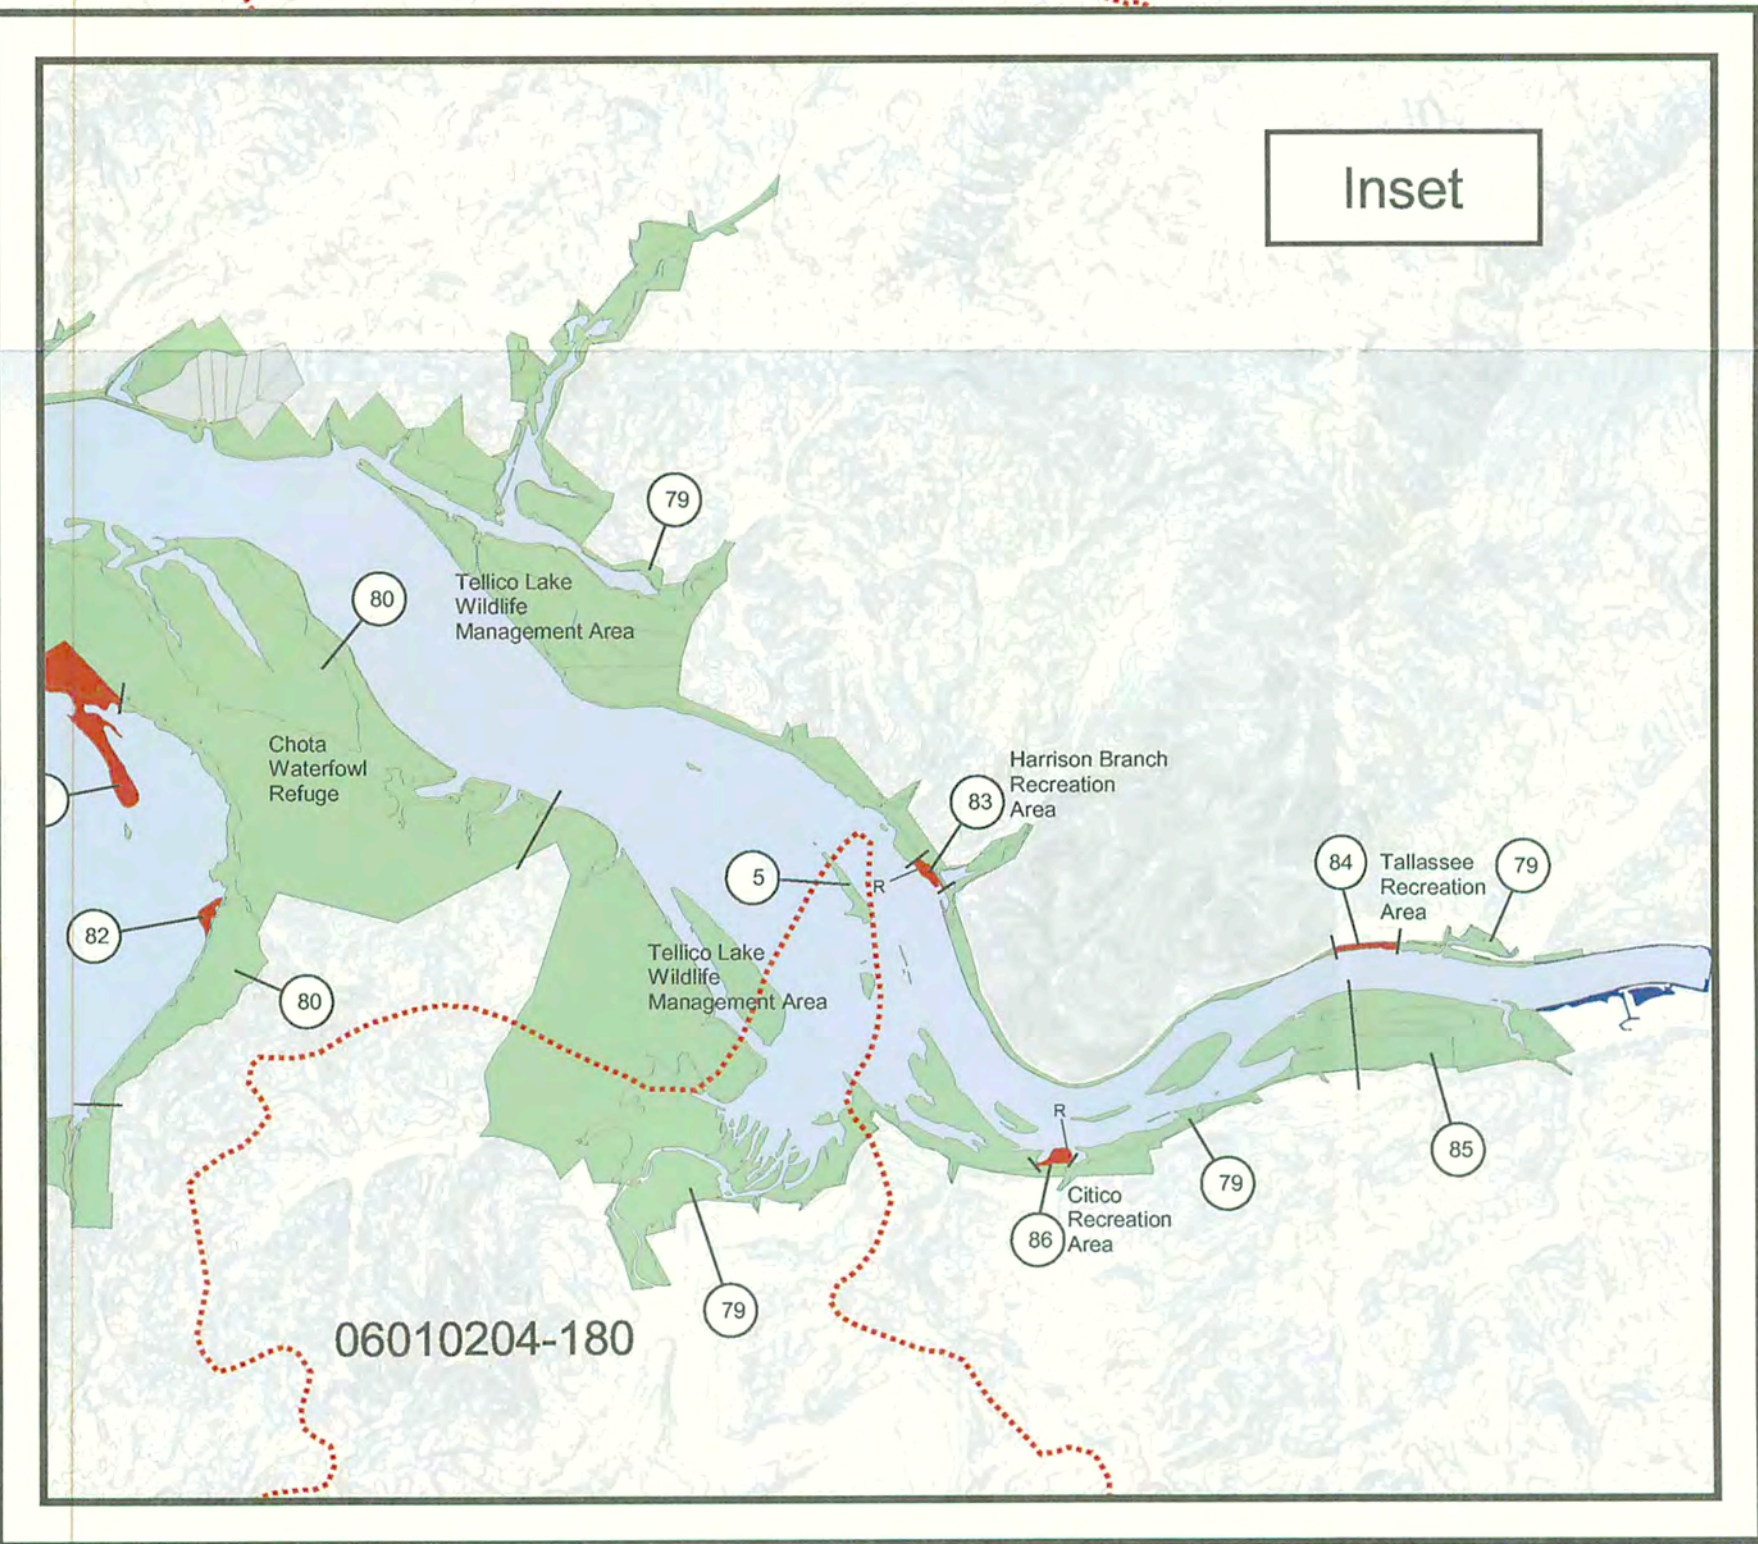 Inset
79
80
Tellico Lake
Wildlife
Management Area
Chota
Waterfowl
Refuge
Harrison Branch
Recreation
Area
83
5
R
84
Tallassee
Recreation
Area
79
82
80
Tellico Lake
Wildlife
Management Area
R
85
79
86
Citico
Recreation
Area
79
06010204-180